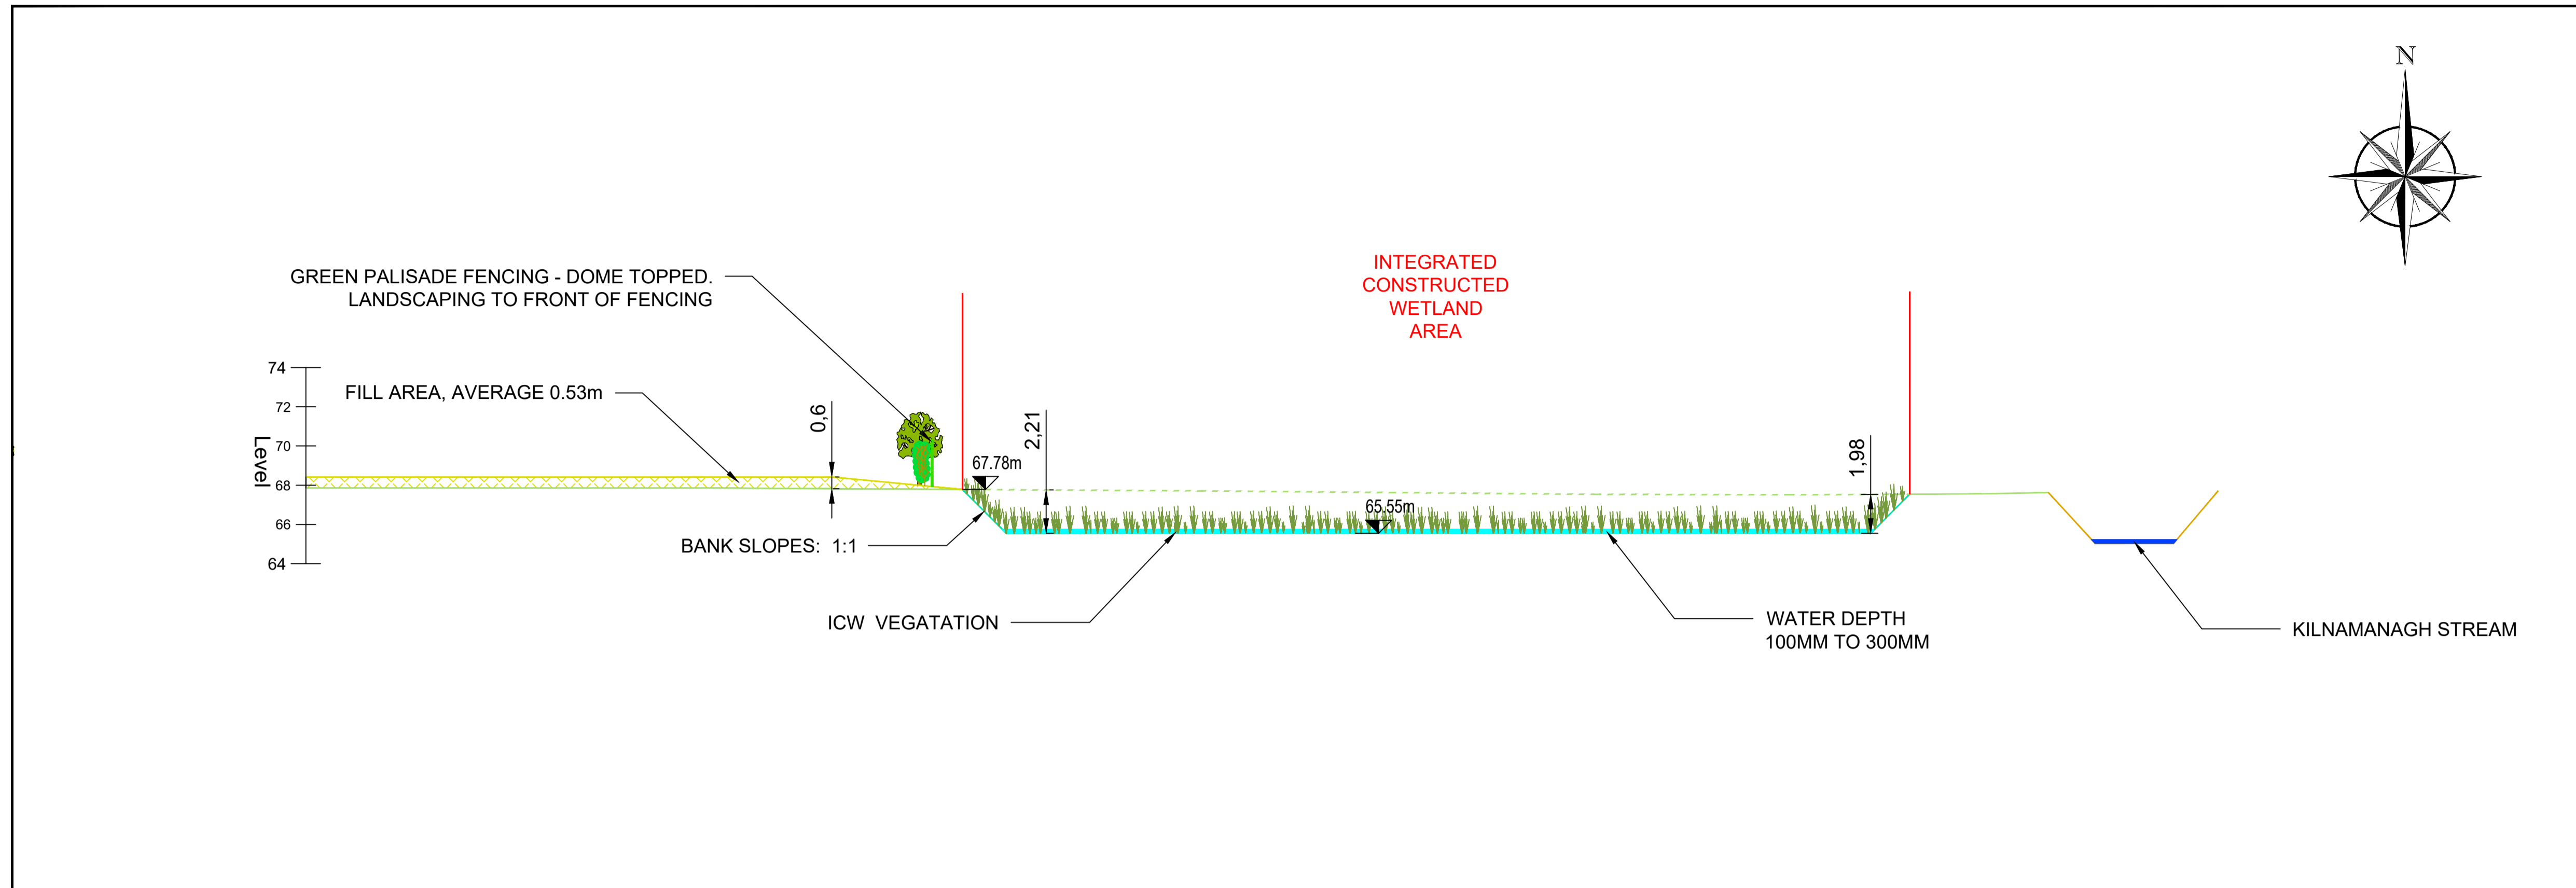 N
INTEGRATED
CONSTRUCTED
WETLAND
AREA
GREEN PALISADE FENCING - DOME TOPPED.
LANDSCAPING TO FRONT OF FENCING
74
72
70
68
66
64
Level
FILL AREA, AVERAGE 0.53m
0,6
67.78m
2,21
65.55m
1,98
BANK SLOPES:  1:1
ICW  VEGATATION
WATER DEPTH
100MM TO 300MM
KILNAMANAGH STREAM